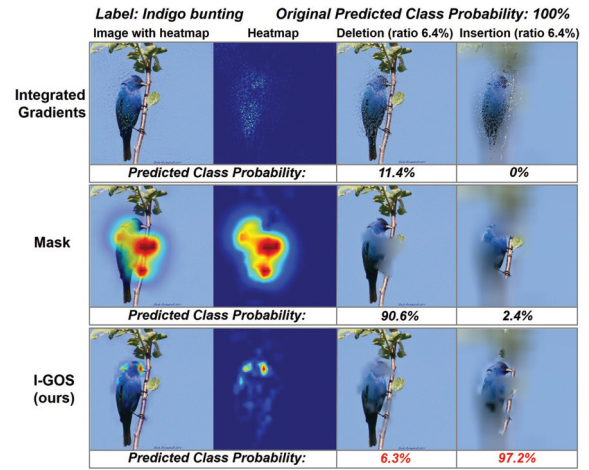 Label: Indigo bunting Original Predicted Class Probability: 100%
Image with heatmap Heatmap Deletion (ratio 6.4%) Insertion (ratio 6.4%)
Integrated
Gradients
Predicted Class Probability: 11.4% 0%
Mask
Predicted Class Probability: 90.6% 2.4%
I-GOS
(ours)
Predicted Class Probability: 6.3% 97.2%